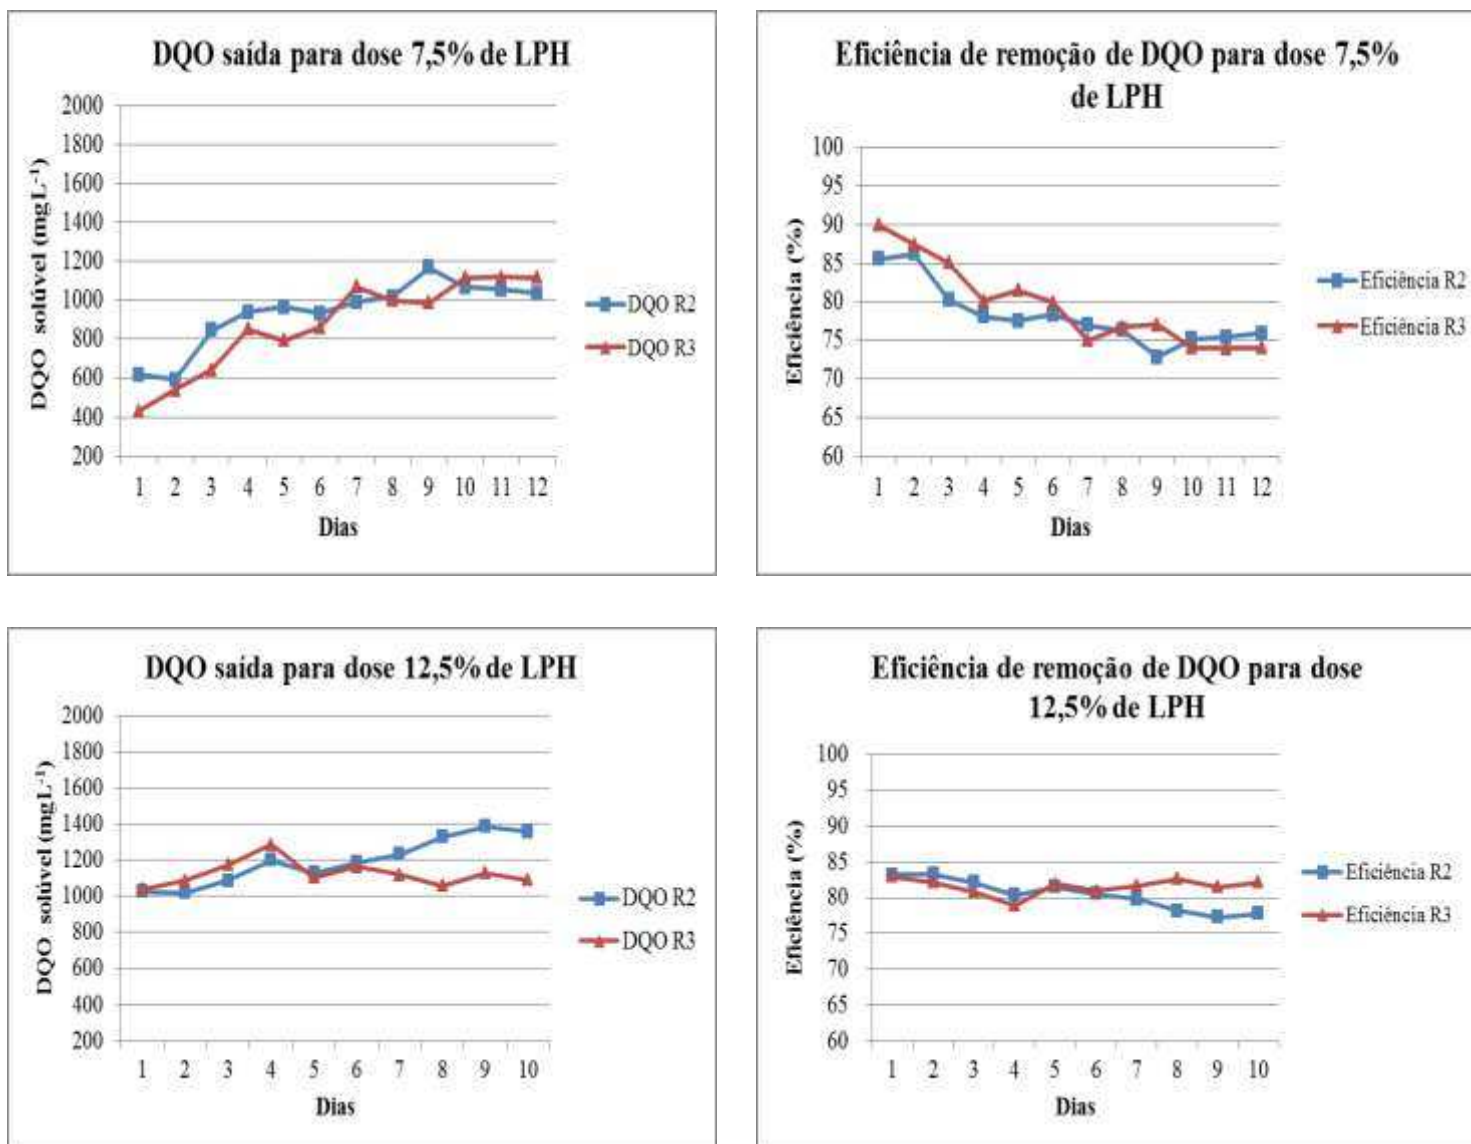 DQO saída para dose 7,5% de LPH
2000
1800
1600
1400
1200
1000
800
600
400
200
DQO solúvel (mgL⁻¹)
1 2 3 4 5 6 7 8 9 10 11 12
Dias
DQO R2
DQO R3
Eficiência de remoção de DQO para dose 7,5%
de LPH
100
95
90
85
80
75
70
65
60
Eficiência (%)
1 2 3 4 5 6 7 8 9 10 11 12
Dias
Eficiência R2
Eficiência R3
DQO saída para dose 12,5% de LPH
2000
1800
1600
1400
1200
1000
800
600
400
200
DQO solúvel (mgL⁻¹)
1 2 3 4 5 6 7 8 9 10
Dias
DQO R2
DQO R3
Eficiência de remoção de DQO para dose
12,5% de LPH
100
95
90
85
80
75
70
65
60
Eficiência (%)
1 2 3 4 5 6 7 8 9 10
Dias
Eficiência R2
Eficiência R3